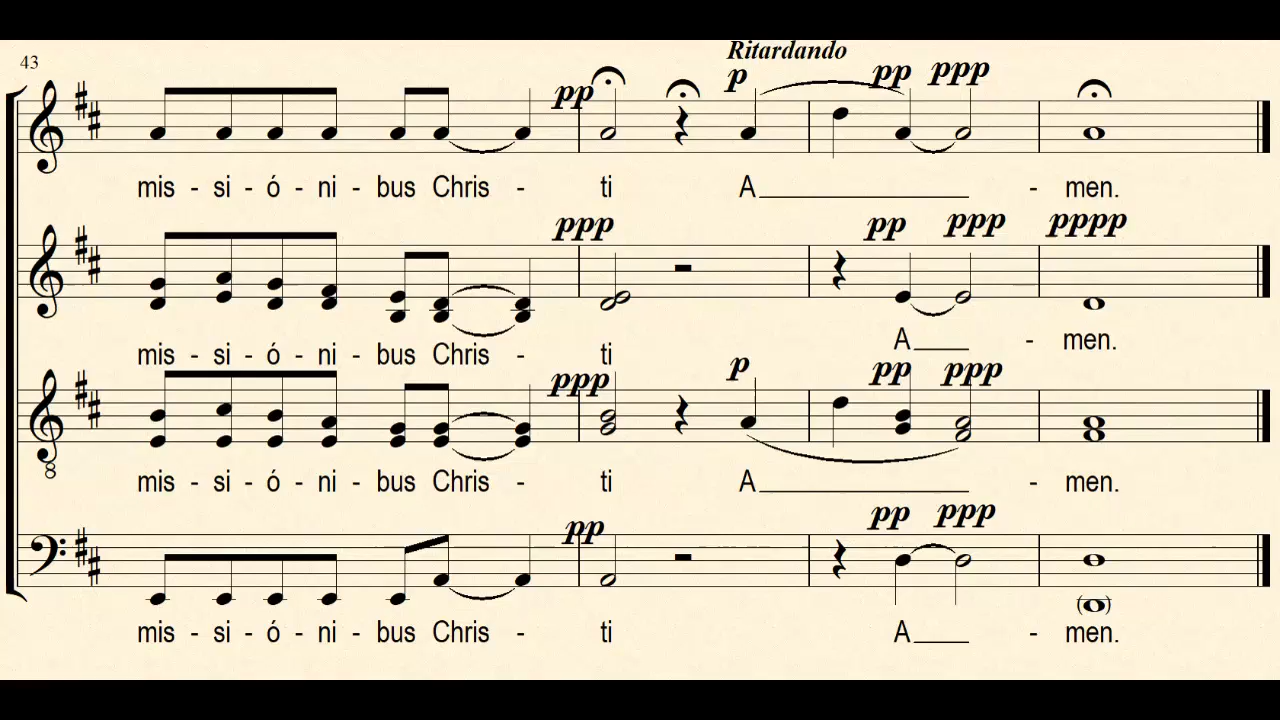 43
Ritardando
pp p pp ppp
mis - si - ó - ni - bus Chris - ti A - men.
ppp pp ppp pppp
mis - si - ó - ni - bus Chris - ti A - men.
ppp p pp ppp
8
mis - si - ó - ni - bus Chris - ti A - men.
pp pp ppp
mis - si - ó - ni - bus Chris - ti A - men.